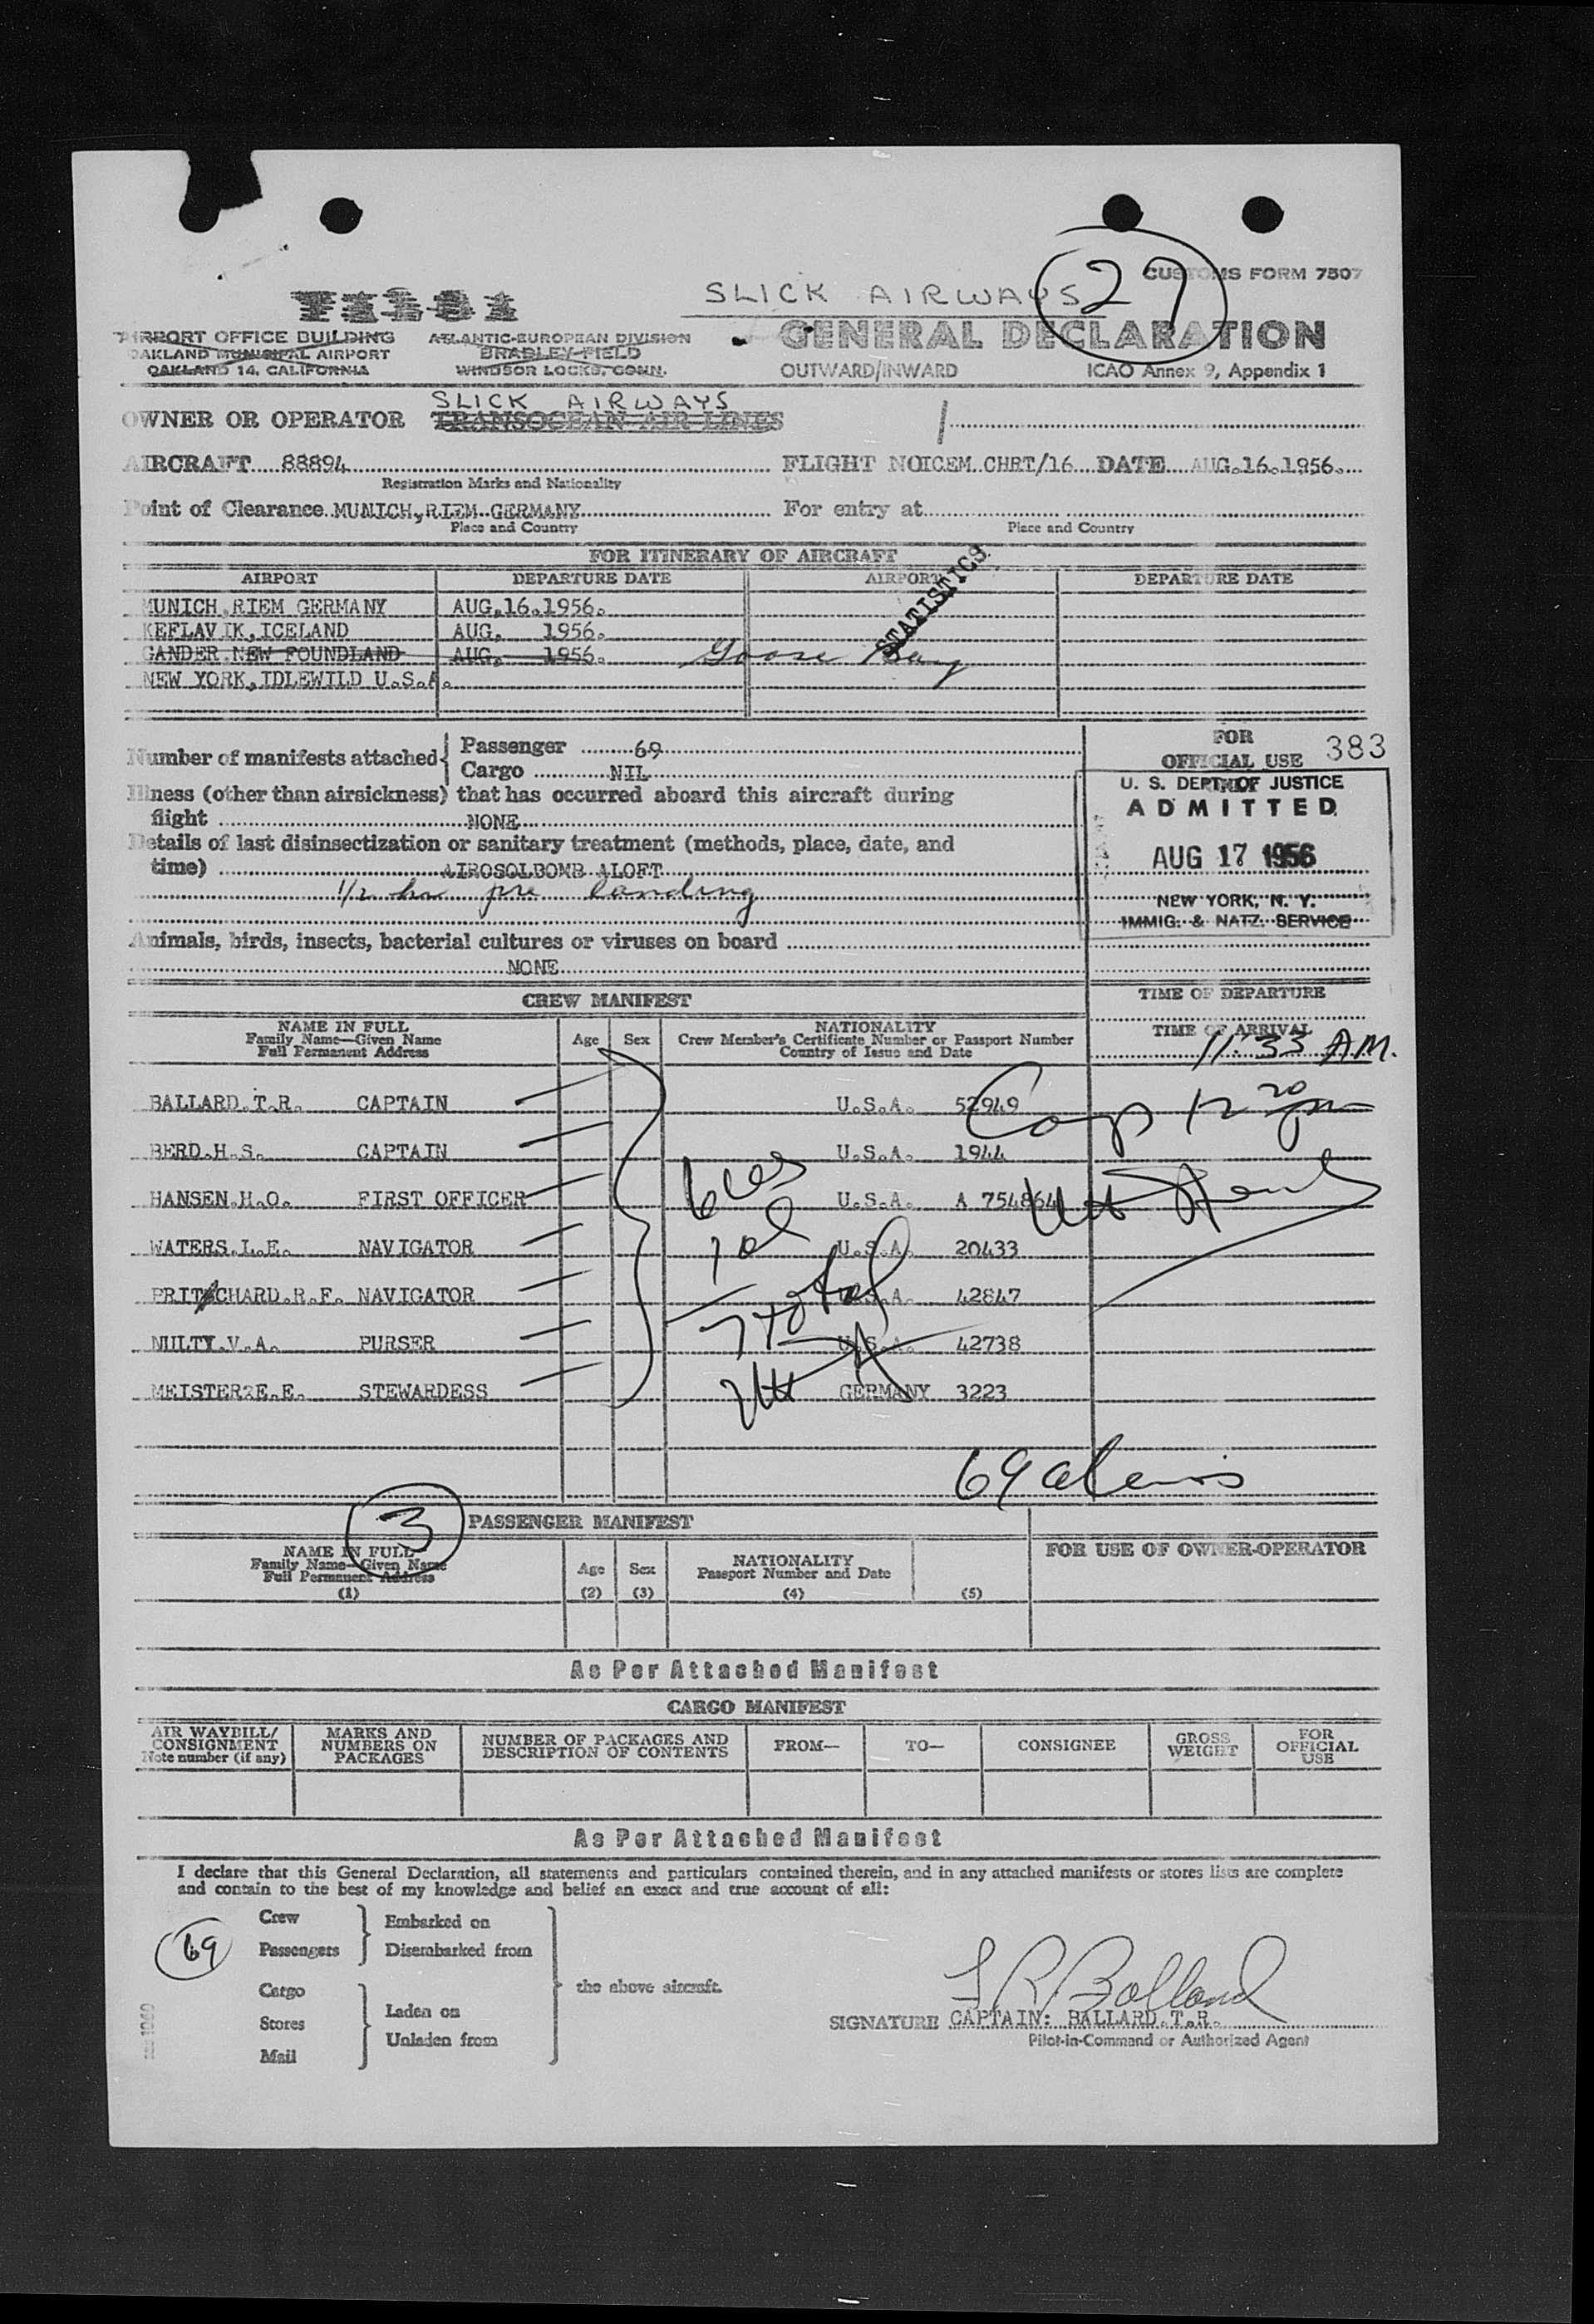 SLICK AIRWAYS
27
CUSTOMS FORM 7507
AIRPORT OFFICE BUILDING
OAKLAND MUNICIPAL AIRPORT
OAKLAND 14, CALIFORNIA
ATLANTIC-EUROPEAN DIVISION
BRADLEY FIELD
WINDSOR LOCKS, CONN.
GENERAL DECLARATION
OUTWARD/INWARD ICAO Annex 9, Appendix 1
SLICK AIRWAYS
OWNER OR OPERATOR TRANSOCEAN AIR LINES
AIRCRAFT 88894 FLIGHT NO ICEM CHRT/16 DATE AUG.16.1956.
Registration Marks and Nationality
Point of Clearance MUNICH, RIEM GERMANY For entry at
Place and Country Place and Country
FOR ITINERARY OF AIRCRAFT
AIRPORT DEPARTURE DATE AIRPORT DEPARTURE DATE
STATISTICS
MUNICH RIEM GERMANY AUG.16.1956.
KEFLAVIK, ICELAND AUG. 1956.
GANDER NEW FOUNDLAND AUG. 1956. Goose Bay
NEW YORK, IDLEWILD U.S.A.
Number of manifests attached
Passenger 69
Cargo NIL
FOR
OFFICIAL USE 383
Illness (other than airsickness) that has occurred aboard this aircraft during
flight NONE
Details of last disinsectization or sanitary treatment (methods, place, date, and
time) AIROSOLBOMB ALOFT
1/2 hr pre landing
U. S. DEPT. OF JUSTICE
ADMITTED
AUG 17 1956
NEW YORK, N. Y.
IMMIG. & NATZ. SERVICE
Animals, birds, insects, bacterial cultures or viruses on board
NONE
CREW MANIFEST
TIME OF DEPARTURE
TIME OF ARRIVAL
11:33 A.M.
NAME IN FULL
Family Name—Given Name
Full Permanent Address
Age Sex
NATIONALITY
Crew Member's Certificate Number or Passport Number
Country of Issue and Date
BALLARD.T.R. CAPTAIN U.S.A. 52949
BERD.H.S. CAPTAIN U.S.A. 1944
HANSEN.H.O. FIRST OFFICER U.S.A. A 754864
WATERS.L.E. NAVIGATOR U.S.A. 20433
PRITCHARD.R.F. NAVIGATOR U.S.A. 42847
NULTY.V.A. PURSER U.S.A. 42738
MEISTERZE.E. STEWARDESS GERMANY 3223
7 total
69 aliens
3
PASSENGER MANIFEST
NAME IN FULL
Family Name—Given Name
Full Permanent Address
(1)
Age
(2)
Sex
(3)
NATIONALITY
Passport Number and Date
(4)
(5)
FOR USE OF OWNER-OPERATOR
As Per Attached Manifest
CARGO MANIFEST
AIR WAYBILL/
CONSIGNMENT
Note number (if any)
MARKS AND
NUMBERS ON
PACKAGES
NUMBER OF PACKAGES AND
DESCRIPTION OF CONTENTS
FROM—
TO—
CONSIGNEE
GROSS
WEIGHT
FOR
OFFICIAL
USE
As Per Attached Manifest
I declare that this General Declaration, all statements and particulars contained therein, and in any attached manifests or stores lists are complete
and contain to the best of my knowledge and belief an exact and true account of all:
69
Crew
Passengers
Embarked on
Disembarked from
Cargo
Stores
Mail
Laden on
Unladen from
the above aircraft.
T R Ballard
SIGNATURE CAPTAIN: BALLARD.T.R.
Pilot-in-Command or Authorized Agent